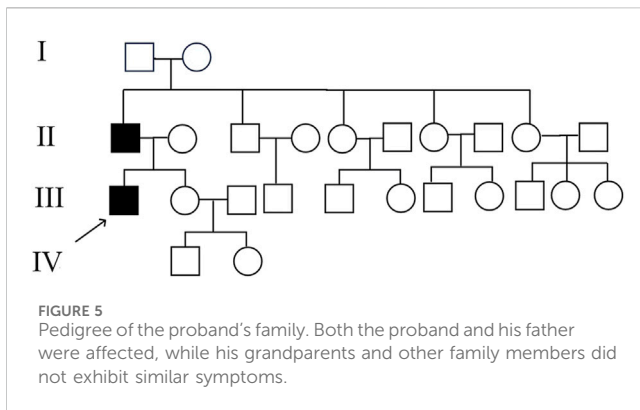 I
II
III
IV
FIGURE 5
Pedigree of the proband's family. Both the proband and his father
were affected, while his grandparents and other family members did
not exhibit similar symptoms.